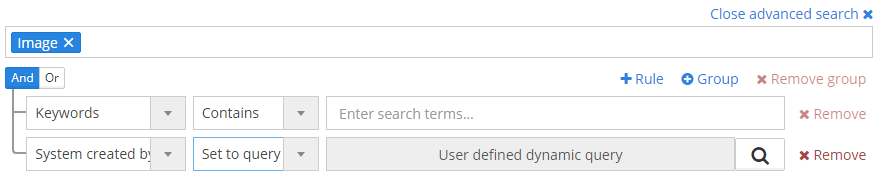 Close advanced search ✖
Image ✕
And Or + Rule Group ✖ Remove group
Keywords Contains Enter search terms... ✖ Remove
System created by Set to query User defined dynamic query ✖ Remove